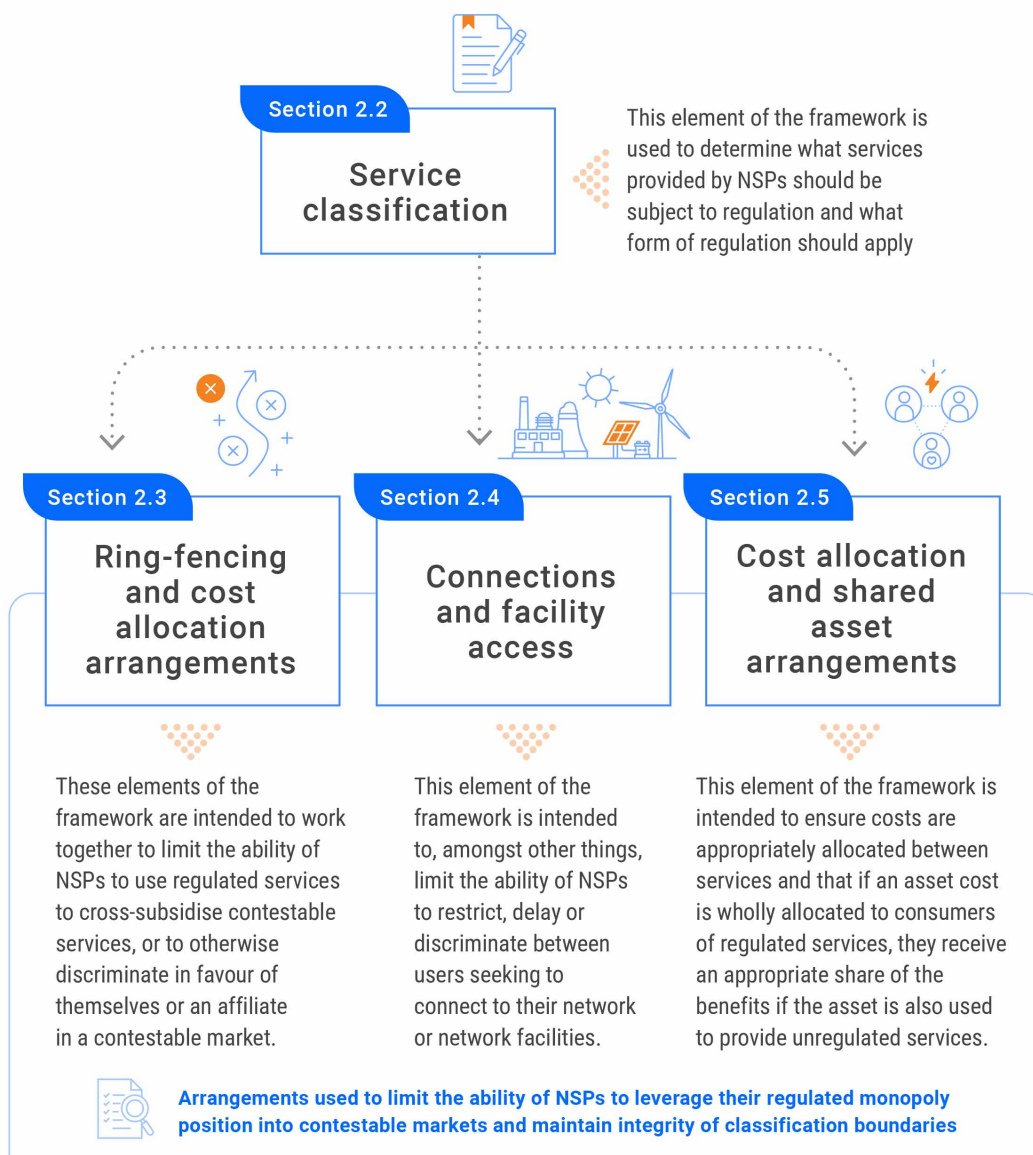 Section 2.2
Service
classification
This element of the framework is
used to determine what services
provided by NSPs should be
subject to regulation and what
form of regulation should apply
Section 2.3
Ring-fencing
and cost
allocation
arrangements
These elements of the
framework are intended to work
together to limit the ability of
NSPs to use regulated services
to cross-subsidise contestable
services, or to otherwise
discriminate in favour of
themselves or an affiliate
in a contestable market.
Section 2.4
Connections
and facility
access
This element of the
framework is intended
to, amongst other things,
limit the ability of NSPs
to restrict, delay or
discriminate between
users seeking to
connect to their network
or network facilities.
Section 2.5
Cost allocation
and shared
asset
arrangements
This element of the framework is
intended to ensure costs are
appropriately allocated between
services and that if an asset cost
is wholly allocated to consumers
of regulated services, they receive
an appropriate share of the
benefits if the asset is also used
to provide unregulated services.
Arrangements used to limit the ability of NSPs to leverage their regulated monopoly
position into contestable markets and maintain integrity of classification boundaries